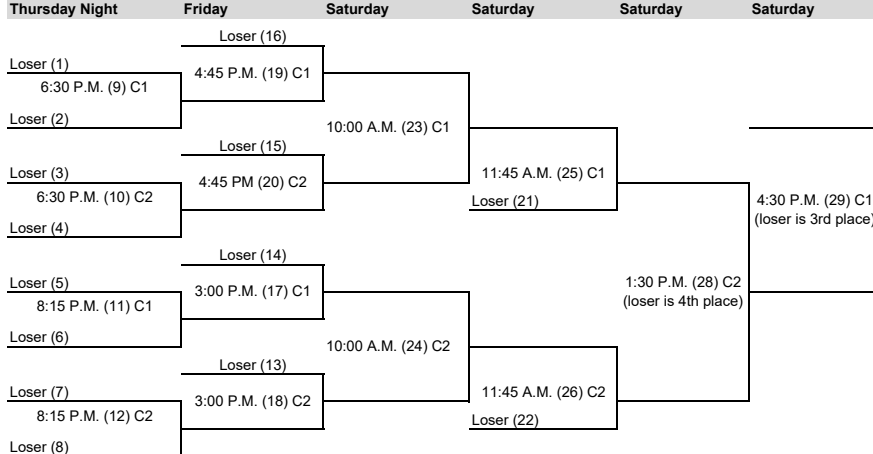 Thursday Night Friday Saturday Saturday Saturday Saturday
Loser (16)
Loser (1)
4:45 P.M. (19) C1
6:30 P.M. (9) C1
Loser (2)
10:00 A.M. (23) C1
Loser (15)
Loser (3)
4:45 PM (20) C2
11:45 A.M. (25) C1
6:30 P.M. (10) C2
Loser (21)
4:30 P.M. (29) C1
(loser is 3rd place)
Loser (4)
Loser (14)
Loser (5)
3:00 P.M. (17) C1
1:30 P.M. (28) C2
(loser is 4th place)
8:15 P.M. (11) C1
Loser (6)
10:00 A.M. (24) C2
Loser (13)
Loser (7)
3:00 P.M. (18) C2
11:45 A.M. (26) C2
8:15 P.M. (12) C2
Loser (22)
Loser (8)